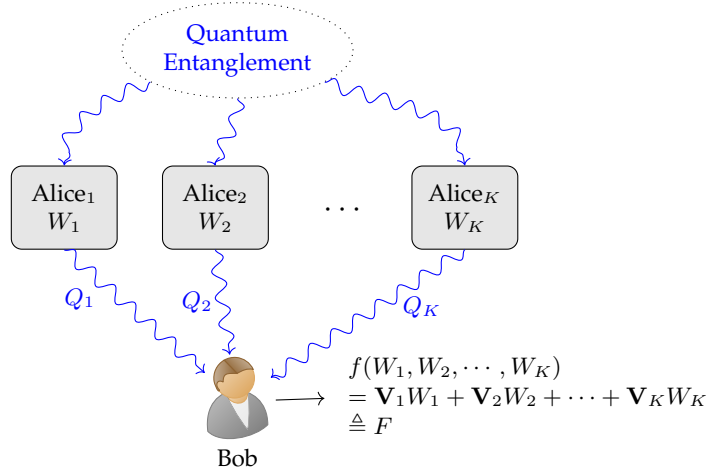 Quantum
Entanglement
Alice₁
W₁
Alice₂
W₂
. . .
Alice_K
W_K
Q₁
Q₂
Q_K
f(W₁, W₂, ⋯ , W_K)
= V₁W₁ + V₂W₂ + ⋯ + V_KW_K
≜ F
Bob